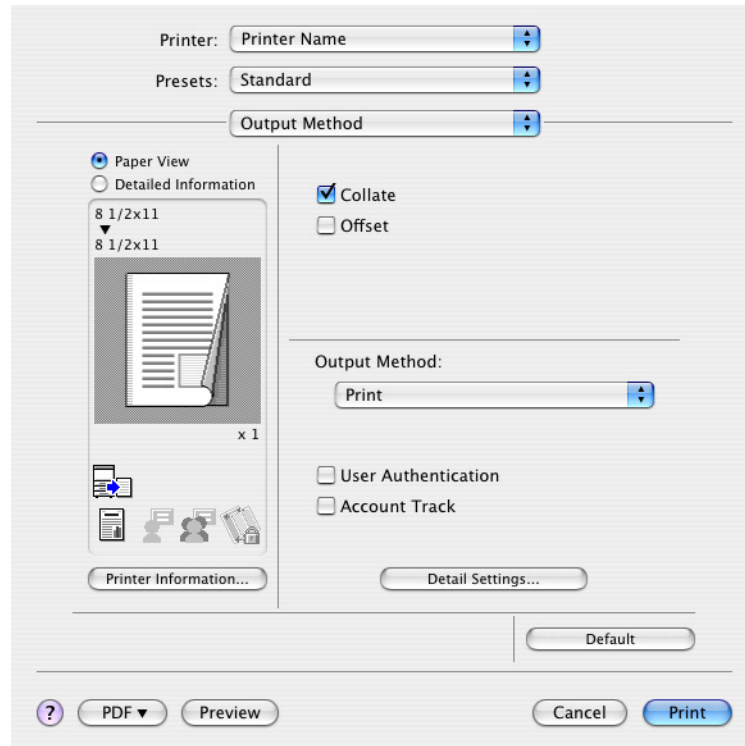 Printer: Printer Name
Presets: Standard
Output Method
Paper View
Detailed Information
8 1/2x11
8 1/2x11
x 1
Printer Information...
Collate
Offset
Output Method:
Print
User Authentication
Account Track
Detail Settings...
Default
? PDF Preview Cancel Print